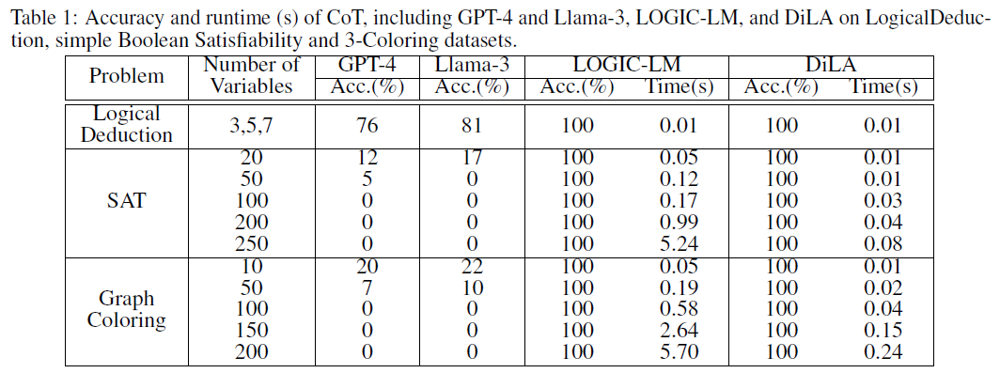 Table 1: Accuracy and runtime (s) of CoT, including GPT-4 and Llama-3, LOGIC-LM, and DiLA on LogicalDeduc-
tion, simple Boolean Satisfiability and 3-Coloring datasets.
Problem Number of Variables GPT-4 Llama-3 LOGIC-LM DiLA
Acc.(%) Acc.(%) Acc.(%) Time(s) Acc.(%) Time(s)
Logical Deduction 3,5,7 76 81 100 0.01 100 0.01
SAT 20 12 17 100 0.05 100 0.01
50 5 0 100 0.12 100 0.01
100 0 0 100 0.17 100 0.03
200 0 0 100 0.99 100 0.04
250 0 0 100 5.24 100 0.08
Graph Coloring 10 20 22 100 0.05 100 0.01
50 7 10 100 0.19 100 0.02
100 0 0 100 0.58 100 0.04
150 0 0 100 2.64 100 0.15
200 0 0 100 5.70 100 0.24